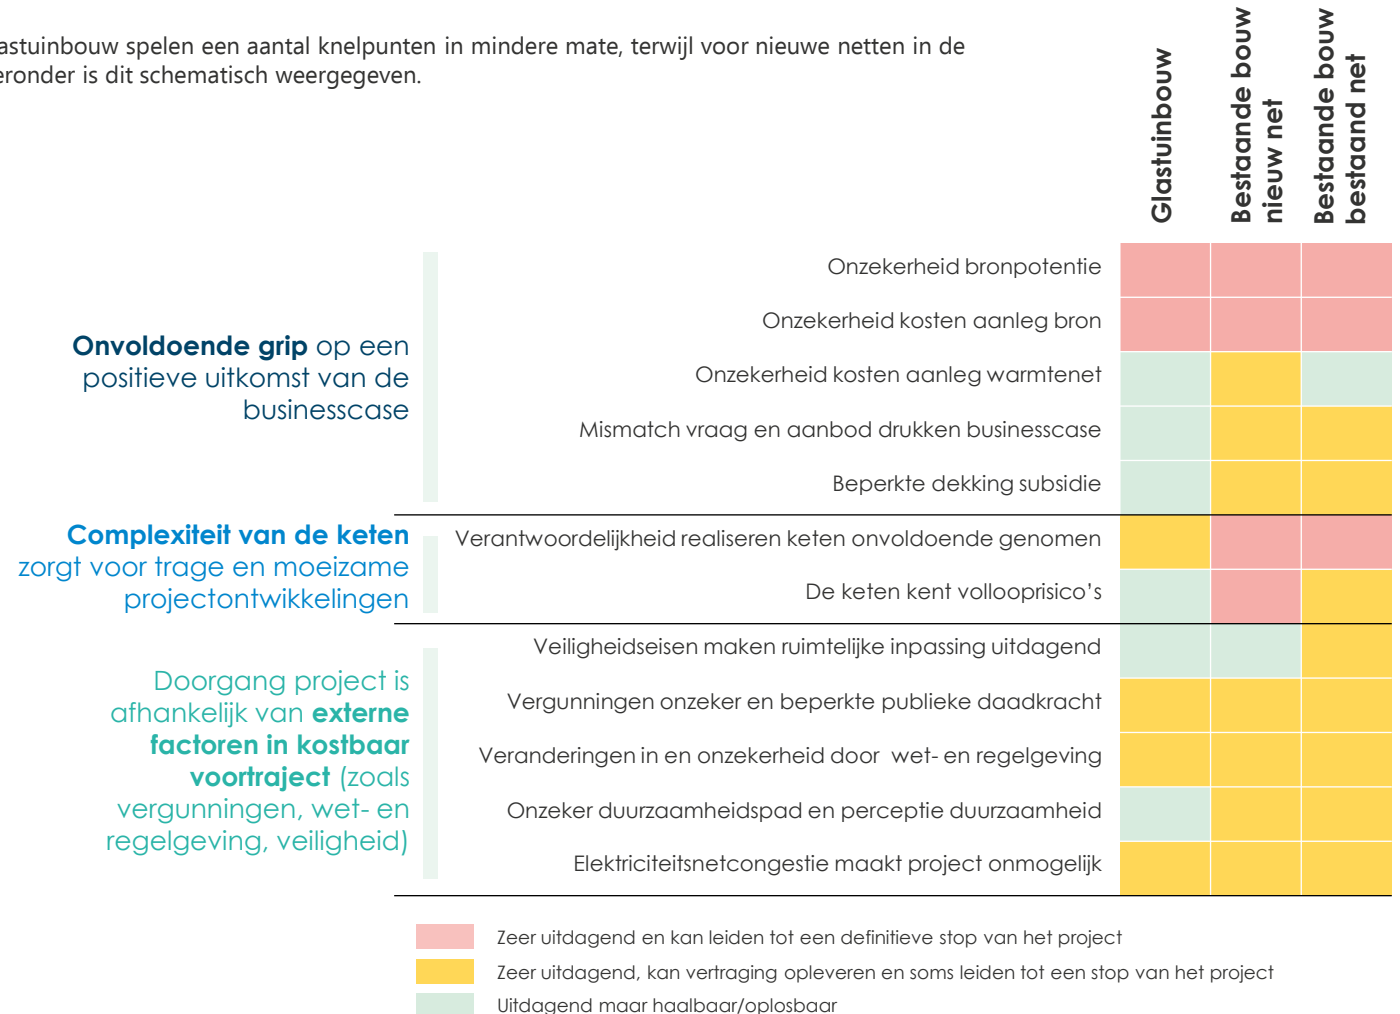 astuinbouw spelen een aantal knelpunten in mindere mate, terwijl voor nieuwe netten in de
eronder is dit schematisch weergegeven.
Glastuinbouw
Bestaande bouw
nieuw net
Bestaande bouw
bestaand net
Onvoldoende grip op een
positieve uitkomst van de
businesscase
Onzekerheid bronpotentie
Onzekerheid kosten aanleg bron
Onzekerheid kosten aanleg warmtenet
Mismatch vraag en aanbod drukken businesscase
Beperkte dekking subsidie
Complexiteit van de keten
zorgt voor trage en moeizame
projectontwikkelingen
Verantwoordelijkheid realiseren keten onvoldoende genomen
De keten kent vollooprisico's
Doorgang project is
afhankelijk van externe
factoren in kostbaar
voortraject (zoals
vergunningen, wet- en
regelgeving, veiligheid)
Veiligheidseisen maken ruimtelijke inpassing uitdagend
Vergunningen onzeker en beperkte publieke daadkracht
Veranderingen in en onzekerheid door  wet- en regelgeving
Onzeker duurzaamheidspad en perceptie duurzaamheid
Elektriciteitsnetcongestie maakt project onmogelijk
Zeer uitdagend en kan leiden tot een definitieve stop van het project
Zeer uitdagend, kan vertraging opleveren en soms leiden tot een stop van het project
Uitdagend maar haalbaar/oplosbaar